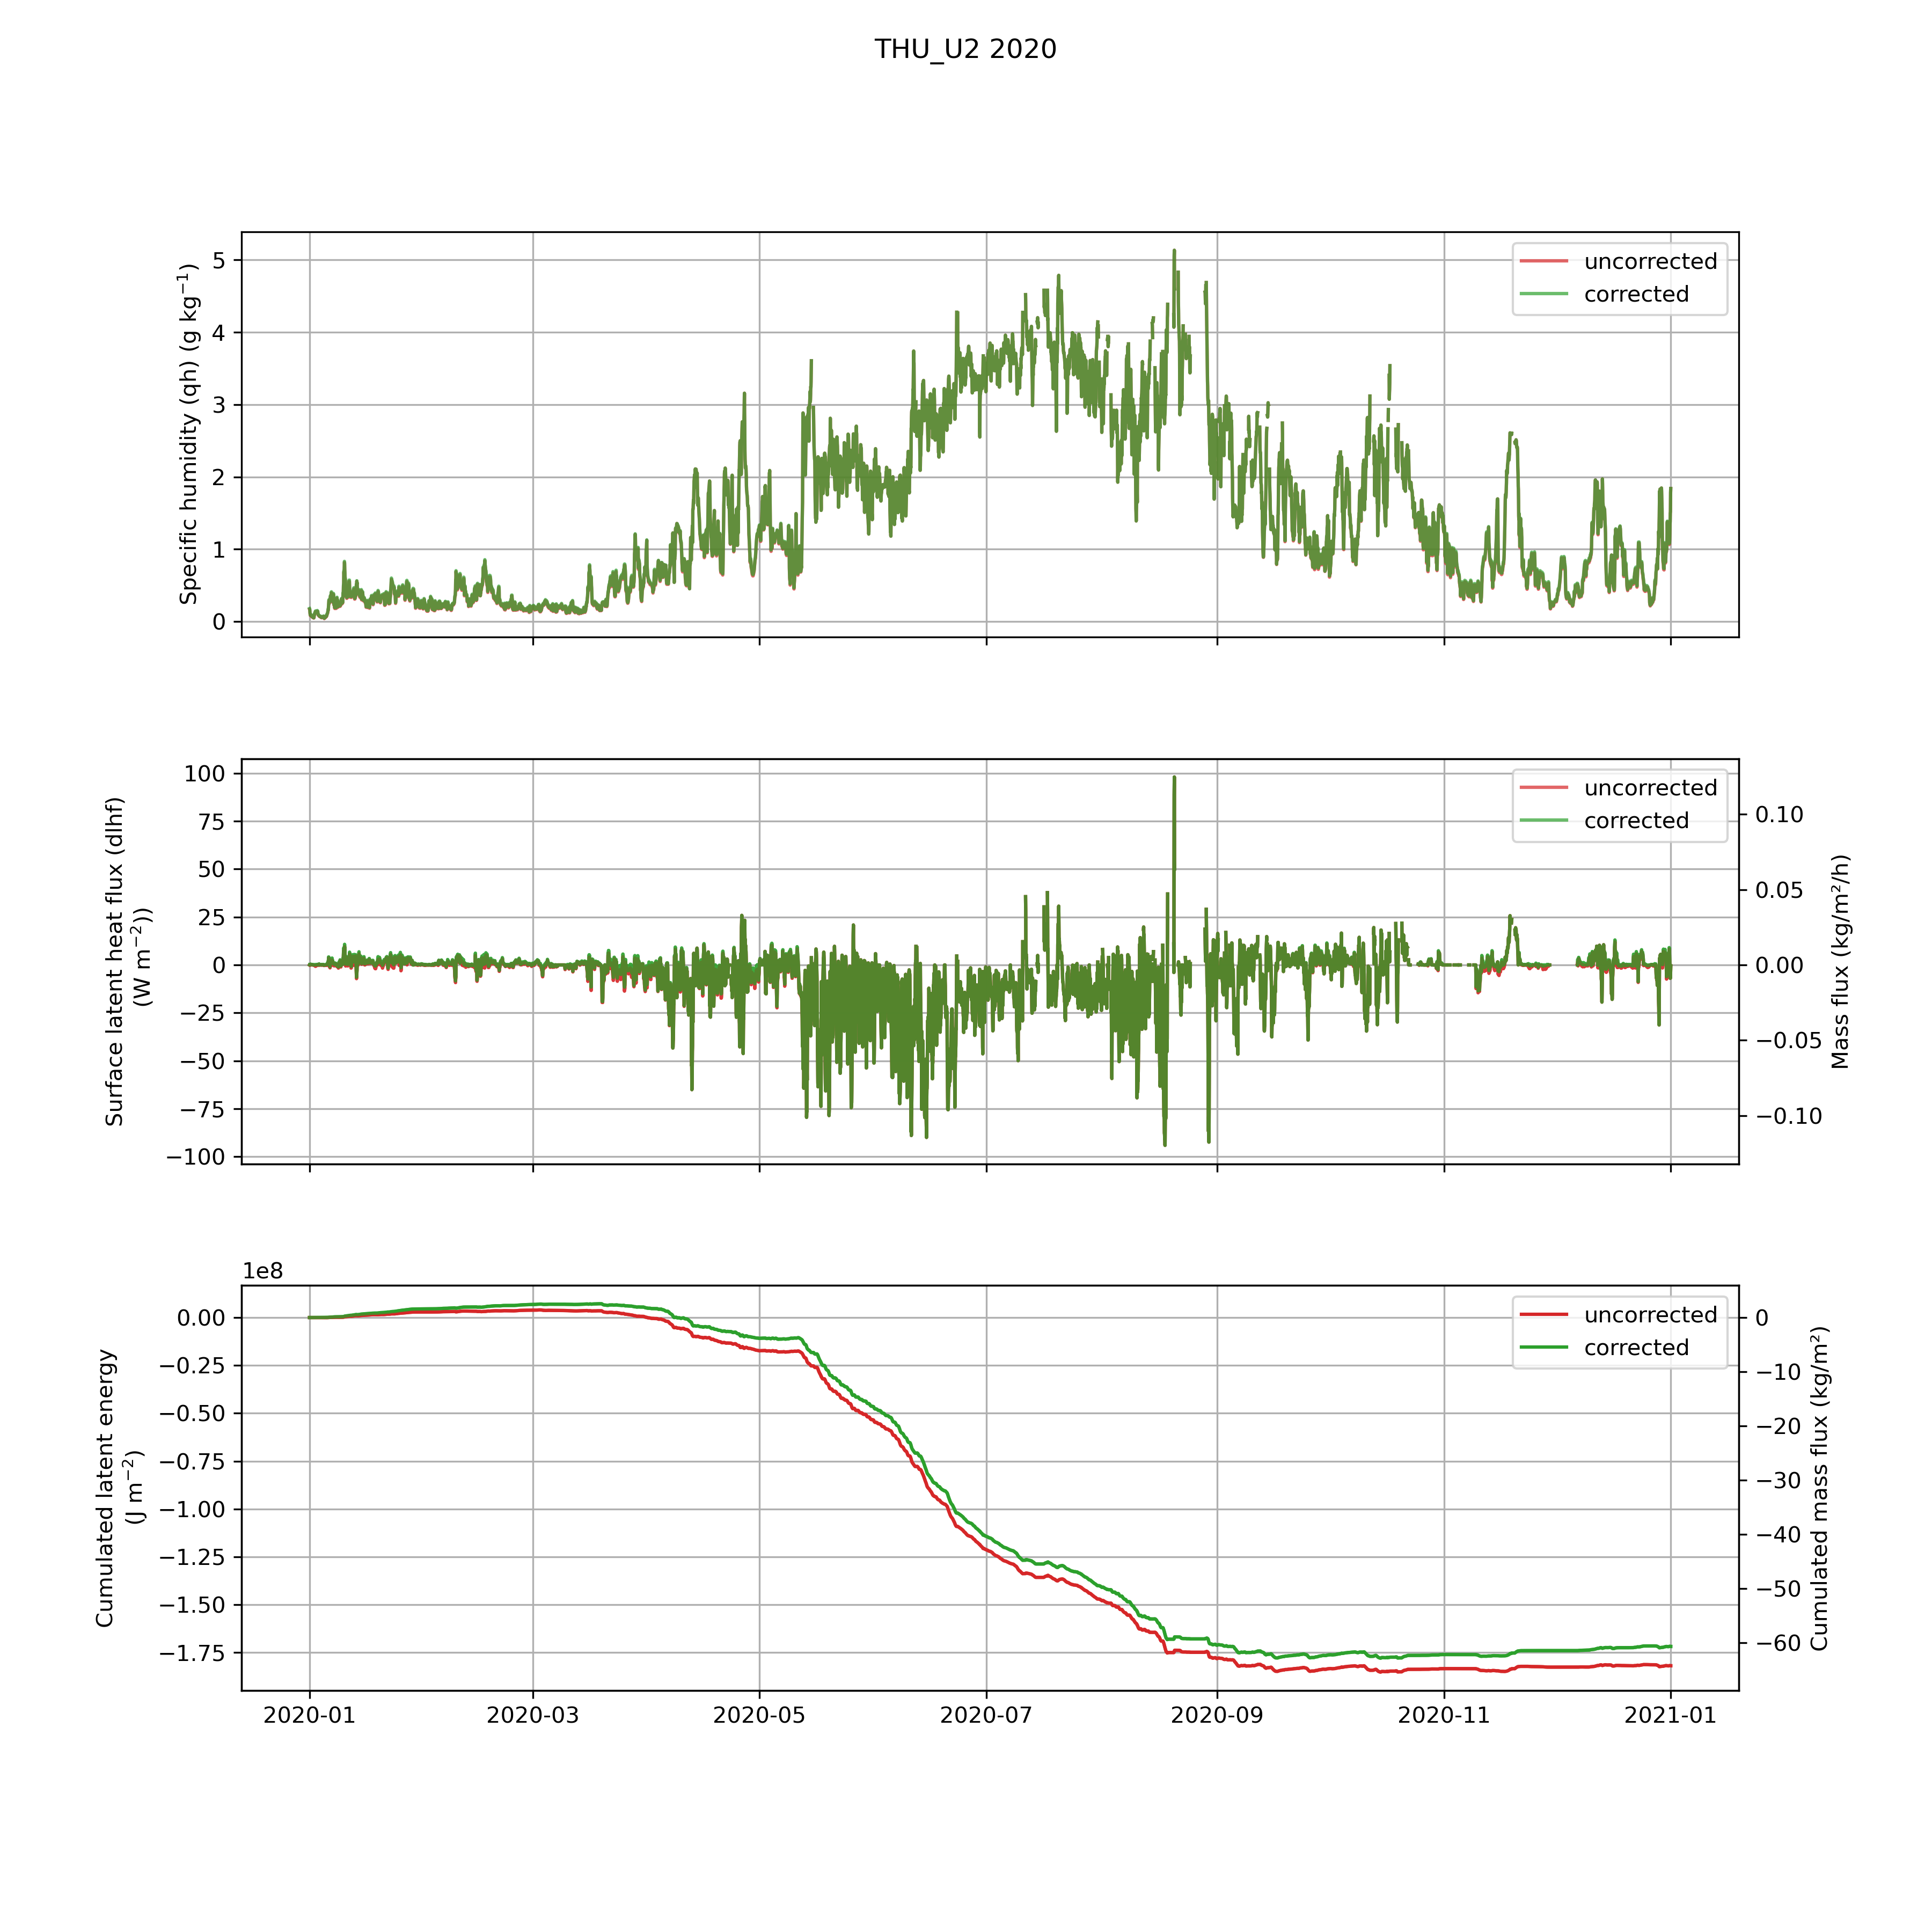 THU_U2 2020
Specific humidity (qh) (g kg⁻¹)
5
4
3
2
1
0
uncorrected
corrected
Surface latent heat flux (dlhf)
(W m⁻²))
100
75
50
25
0
−25
−50
−75
−100
uncorrected
corrected
0.10
0.05
0.00
−0.05
−0.10
Mass flux (kg/m²/h)
1e8
Cumulated latent energy
(J m⁻²)
0.00
−0.25
−0.50
−0.75
−1.00
−1.25
−1.50
−1.75
uncorrected
corrected
0
−10
−20
−30
−40
−50
−60
Cumulated mass flux (kg/m²)
2020-01 2020-03 2020-05 2020-07 2020-09 2020-11 2021-01